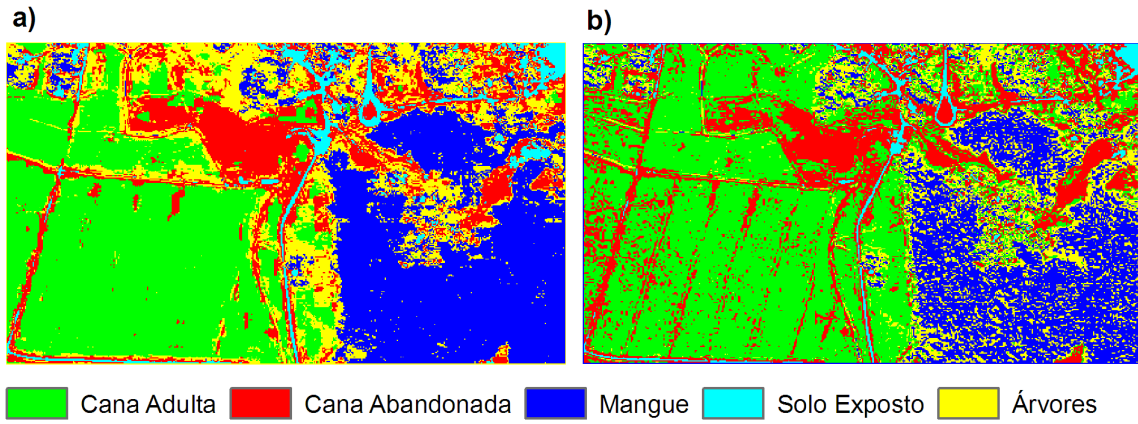 a)
b)
Cana Adulta
Cana Abandonada
Mangue
Solo Exposto
Árvores